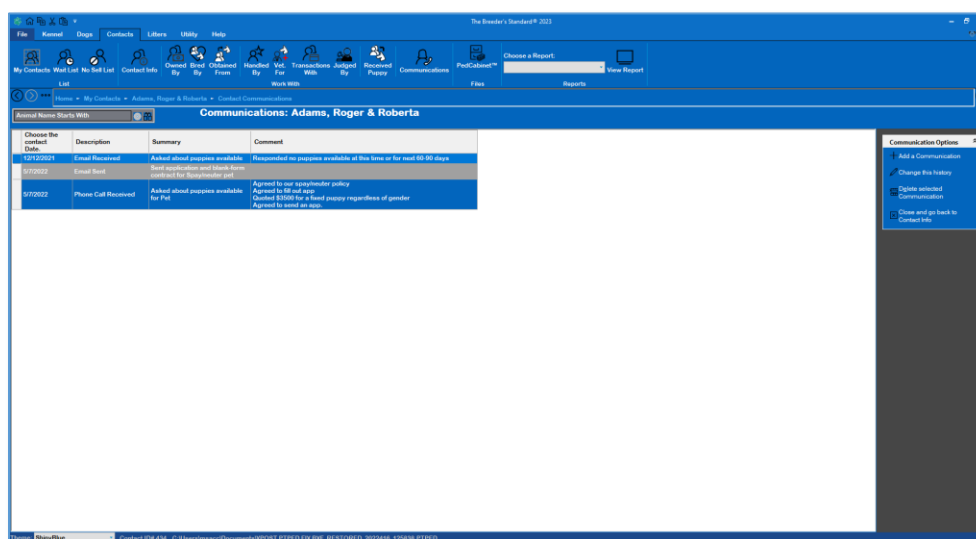 The Breeder's Standard® 2023
File Kennel Dogs Contacts Litters Utility Help
My Contacts Wait List No Sell List Contact Info Owned By Bred By Obtained From Handled By Vet. For Transactions With Judged By Received Puppy Communications PedCabinet™ Choose a Report: View Report
List Work With Files Reports
Home • My Contacts • Adams, Roger & Roberta • Contact Communications
Animal Name Starts With
Communications: Adams, Roger & Roberta
Choose the contact Date. Description Summary Comment
12/12/2021 Email Received Asked about puppies available Responded no puppies available at this time or for next 60-90 days
5/7/2022 Email Sent Sent application and blank form
contract for Spay/neuter pet
5/7/2022 Phone Call Received Asked about puppies available for Pet
Agreed to our spay/neuter policy
Agreed to fill out app
Quoted $3500 for a fixed puppy regardless of gender
Agreed to send an app.
Communication Options
Add a Communication
Change this history
Delete selected
Communication
Close and go back to
Contact Info
Theme: ShinyBlue Contact ID# 434